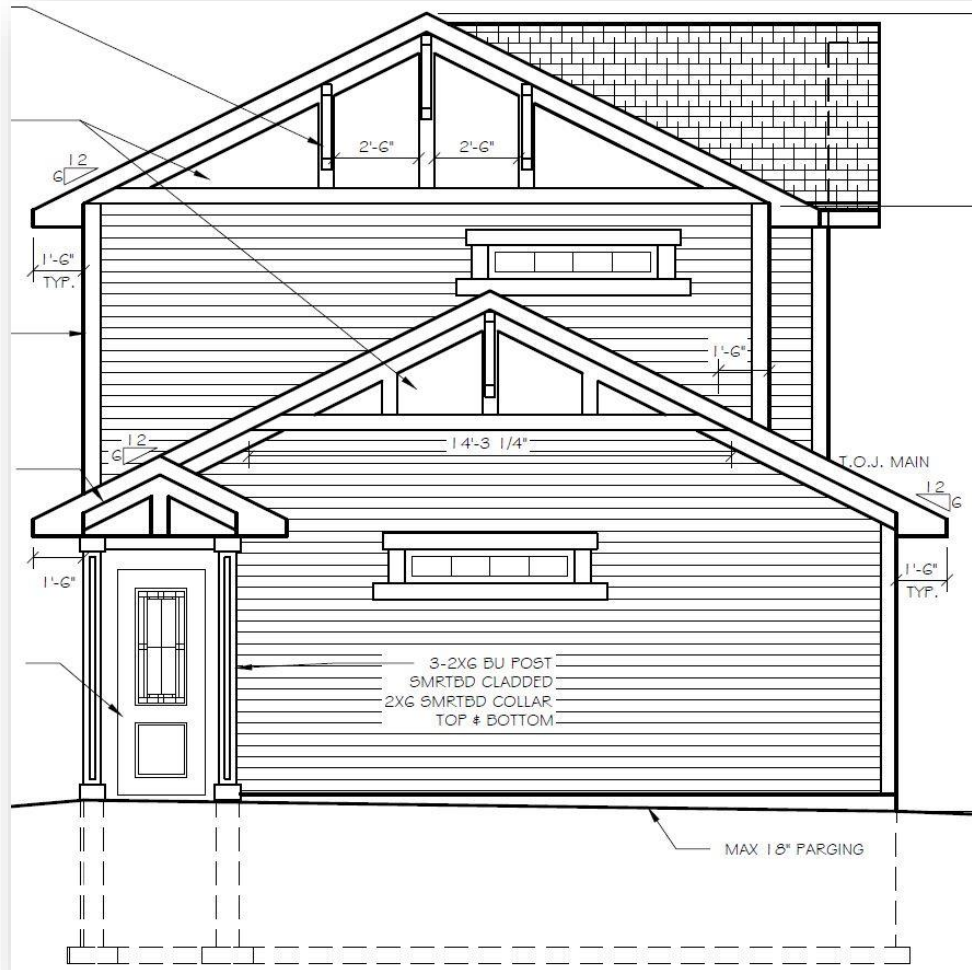 2'-6"
2'-6"
12
6
1'-6"
TYP.
1'-6"
12
6
14'-3 1/4"
T.O.J. MAIN
12
6
1'-6"
1'-6"
TYP.
3-2X6 BU POST
SMRTBD CLADDED
2X6 SMRTBD COLLAR
TOP & BOTTOM
MAX 18" PARGING